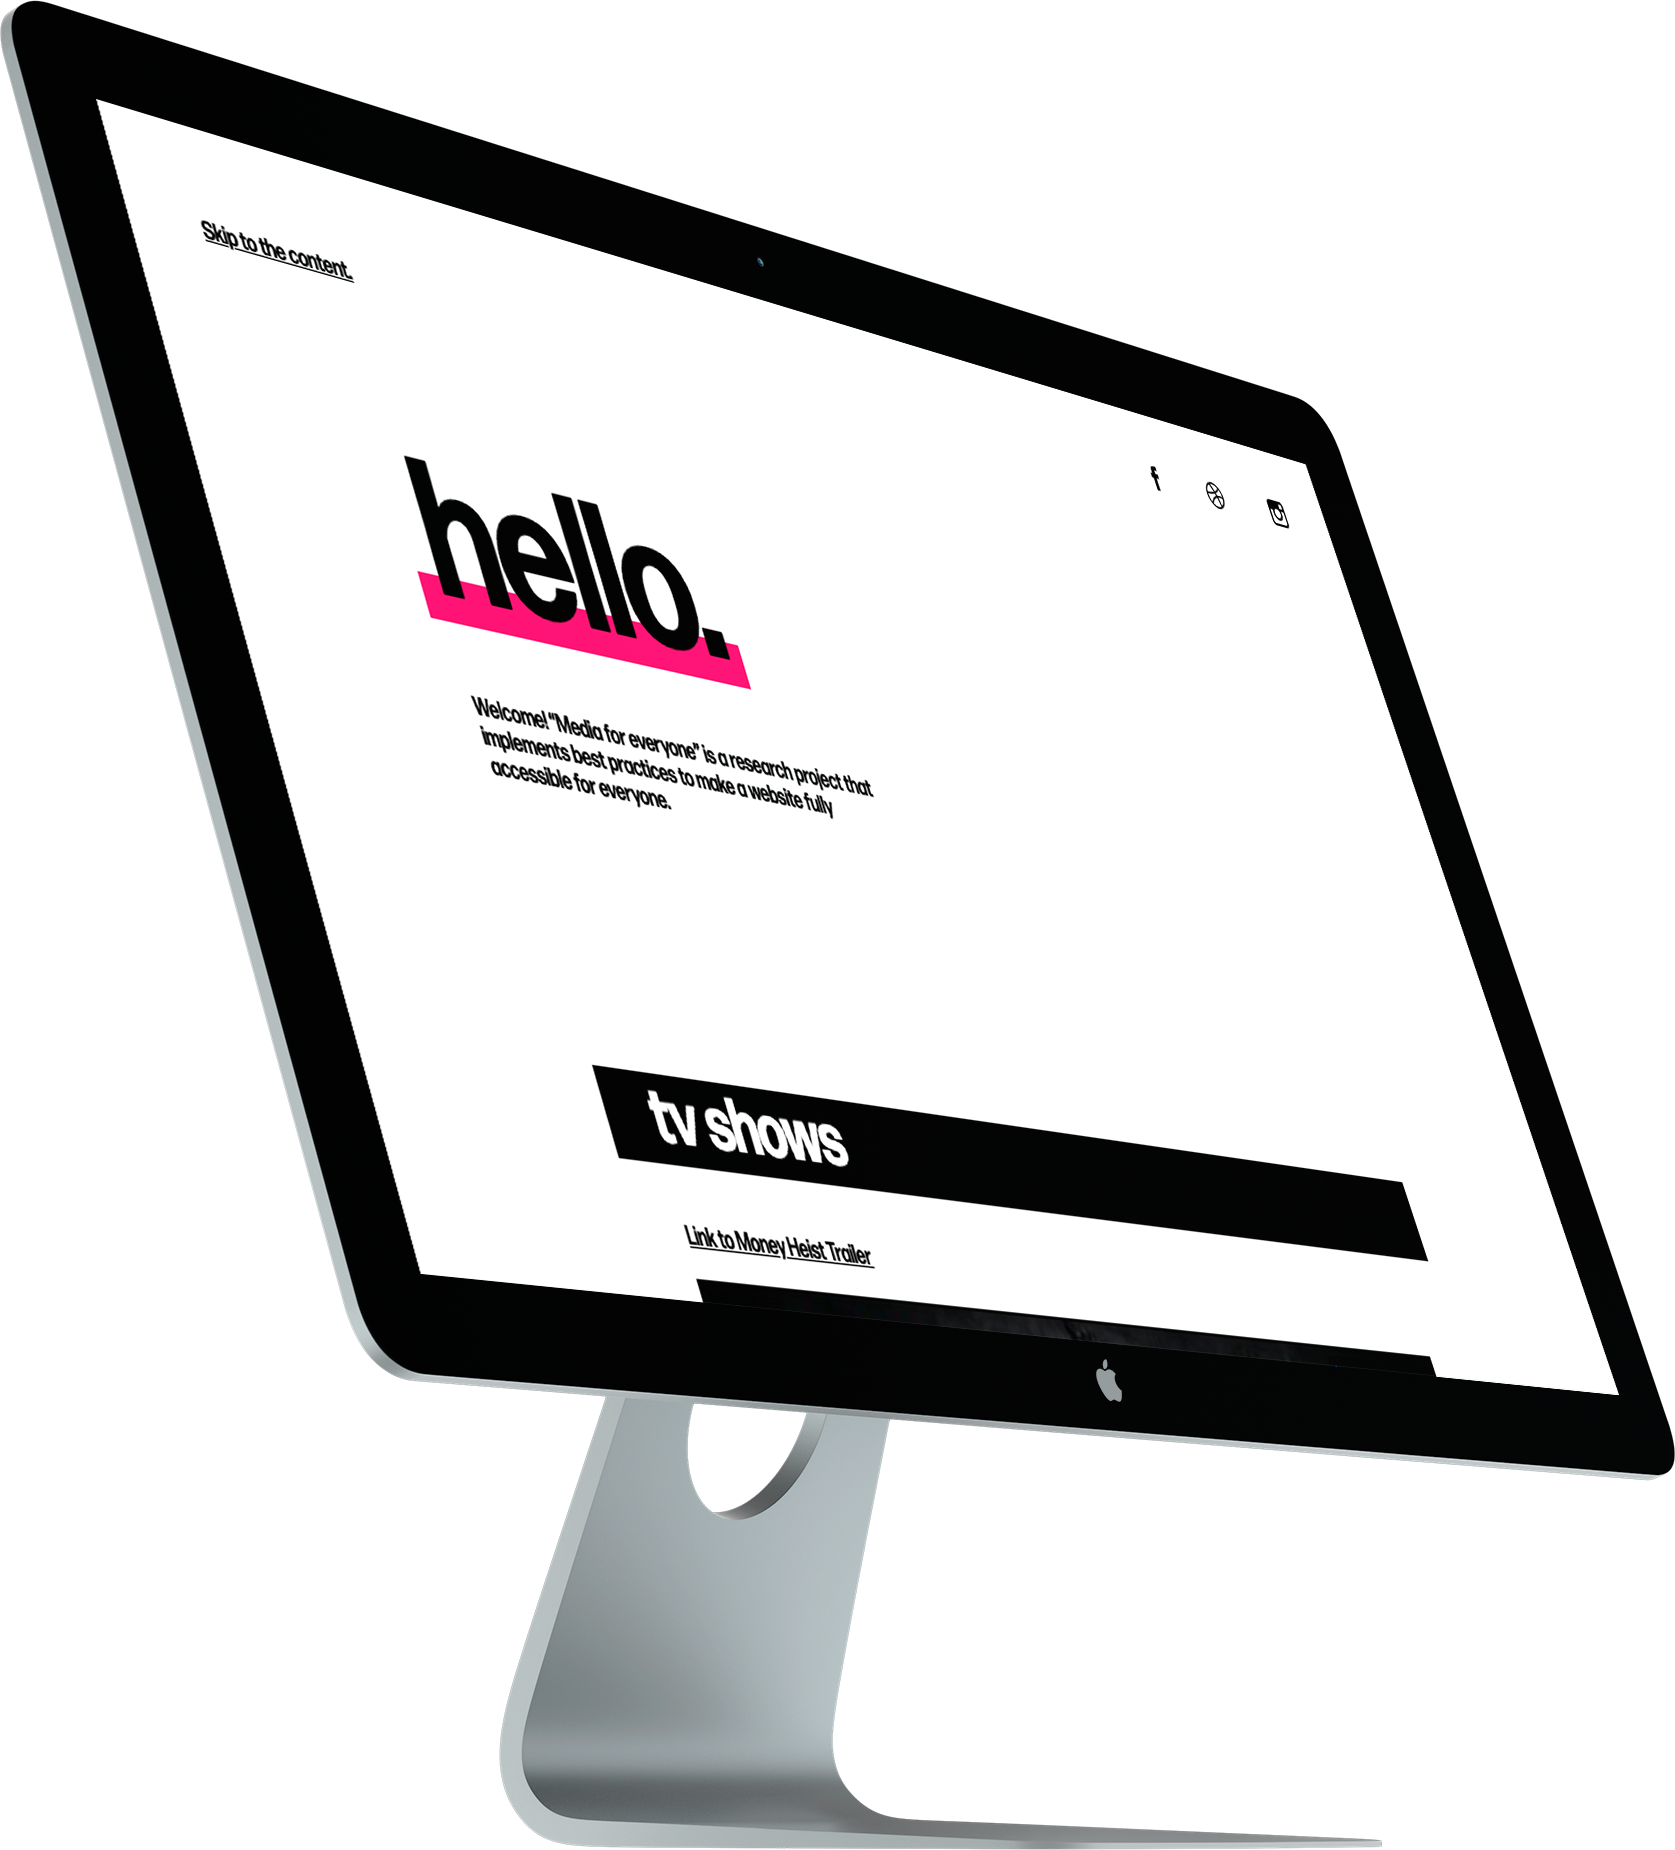 Skip to the content.
hello.
Welcome! “Media for everyone” is a research project that
implements best practices to make a website fully
accessible for everyone.
tv shows
Link to Money Heist Trailer